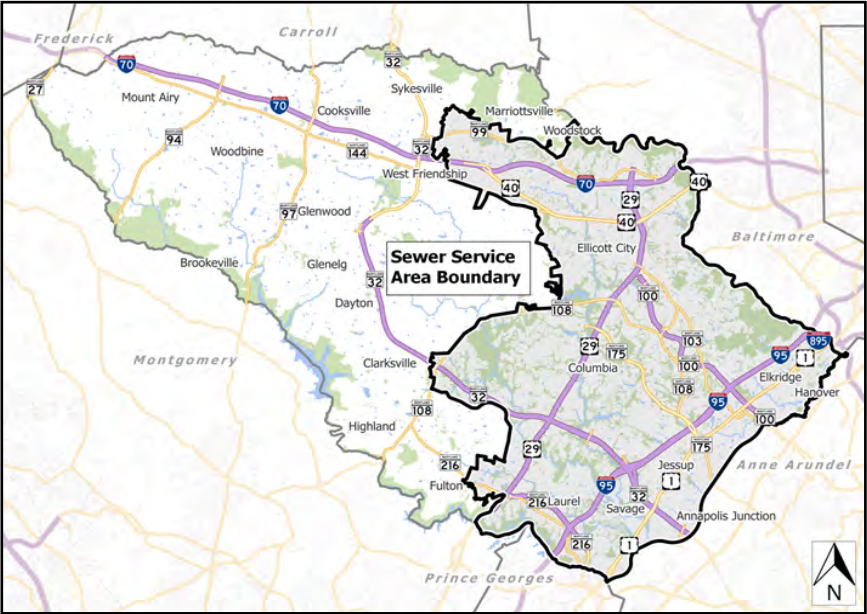 Frederick
Carroll
70
32
27
Mount Airy
Sykesville
70
Cooksville
Marriottsville
94
99
Woodstock
Woodbine
144
32
West Friendship
70
40
40
29
97
Glenwood
40
Baltimore
Ellicott City
Sewer Service
Area Boundary
Brookeville
Glenelg
32
100
Dayton
108
Montgomery
29
103
895
175
95
1
Clarksville
Columbia
100
Elkridge
108
Hanover
32
95
108
100
Highland
29
175
216
Jessup
Anne Arundel
Fulton
95
1
32
216
Laurel
Savage
Annapolis Junction
216
1
Prince Georges
N